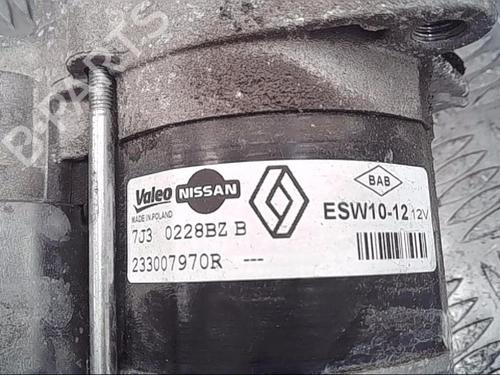 B-PARTS
Valeo NISSAN
MADE IN POLAND
BAB
ESW10-12 12V
7J3 0228BZ B
233007970R ---